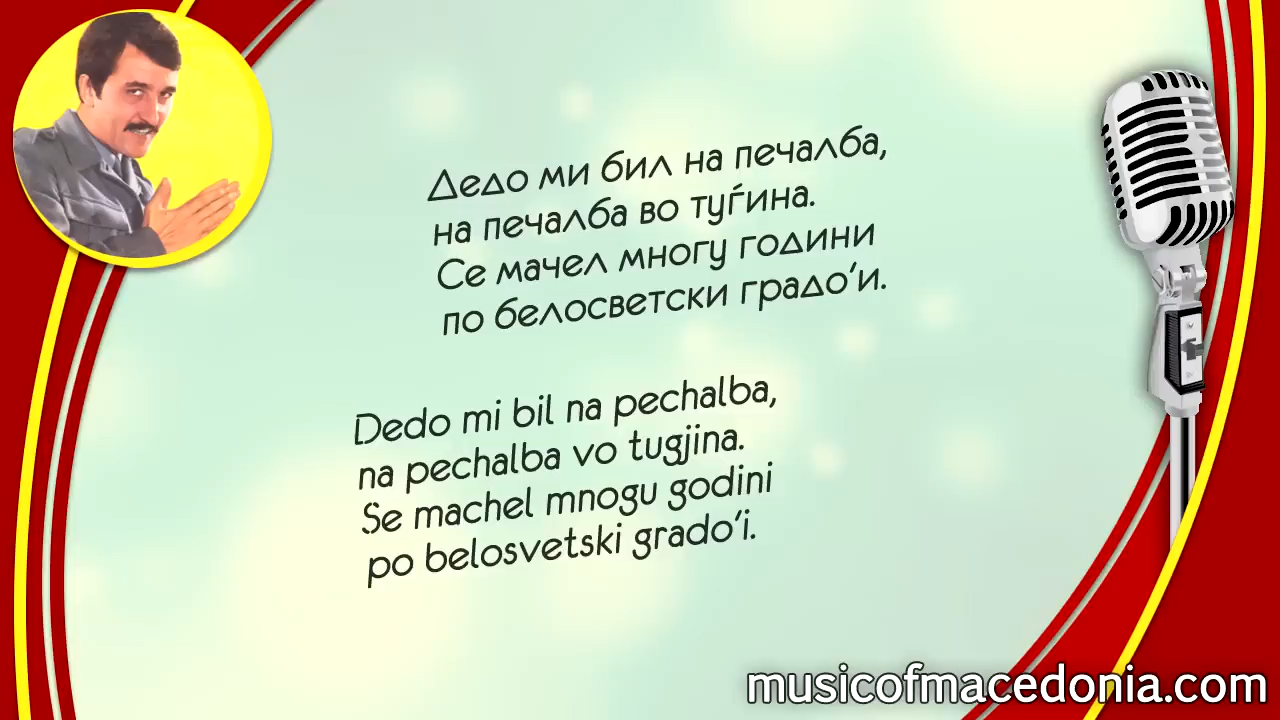 Дедо ми бил на печалба,
на печалба во туѓина.
Се мачел многу години
по белосветски градо'и.
Dedo mi bil na pechalba,
na pechalba vo tugjina.
Se machel mnogu godini
po belosvetski grado'i.
musicofmacedonia.com